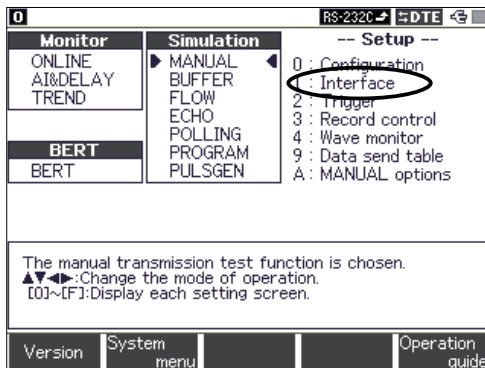 0 RS-232C DTE
Monitor
ONLINE
AI&DELAY
TREND
BERT
BERT
Simulation
MANUAL
BUFFER
FLOW
ECHO
POLLING
PROGRAM
PULSGEN
-- Setup --
0 : Configuration
1 : Interface
2 : Trigger
3 : Record control
4 : Wave monitor
9 : Data send table
A : MANUAL options
The manual transmission test function is chosen.
▲▼◀▶:Change the mode of operation.
[0]~[F]:Display each setting screen.
Version
System menu
Operation guide